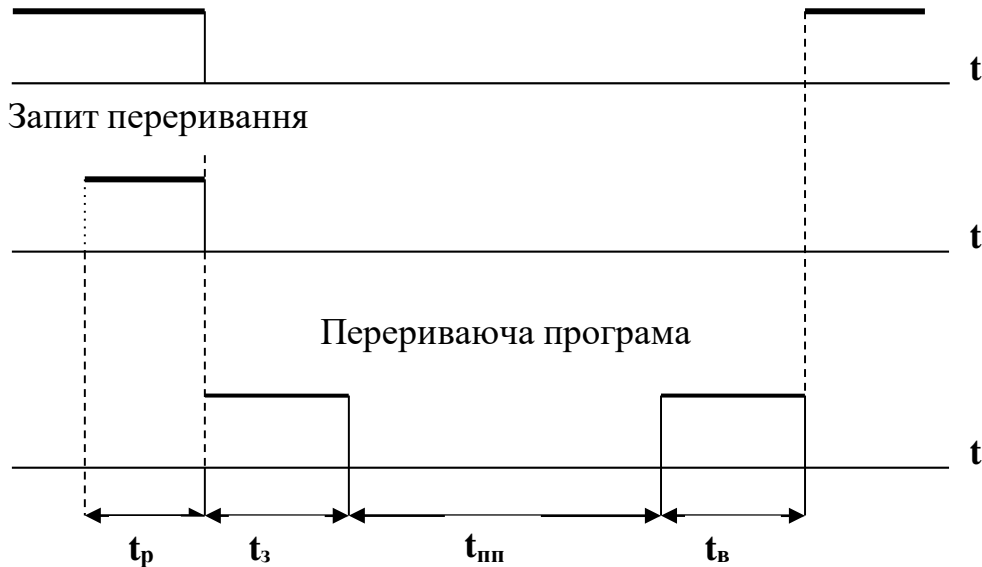 t
Запит переривання
t
Перериваюча програма
t
tр tз tпп tв